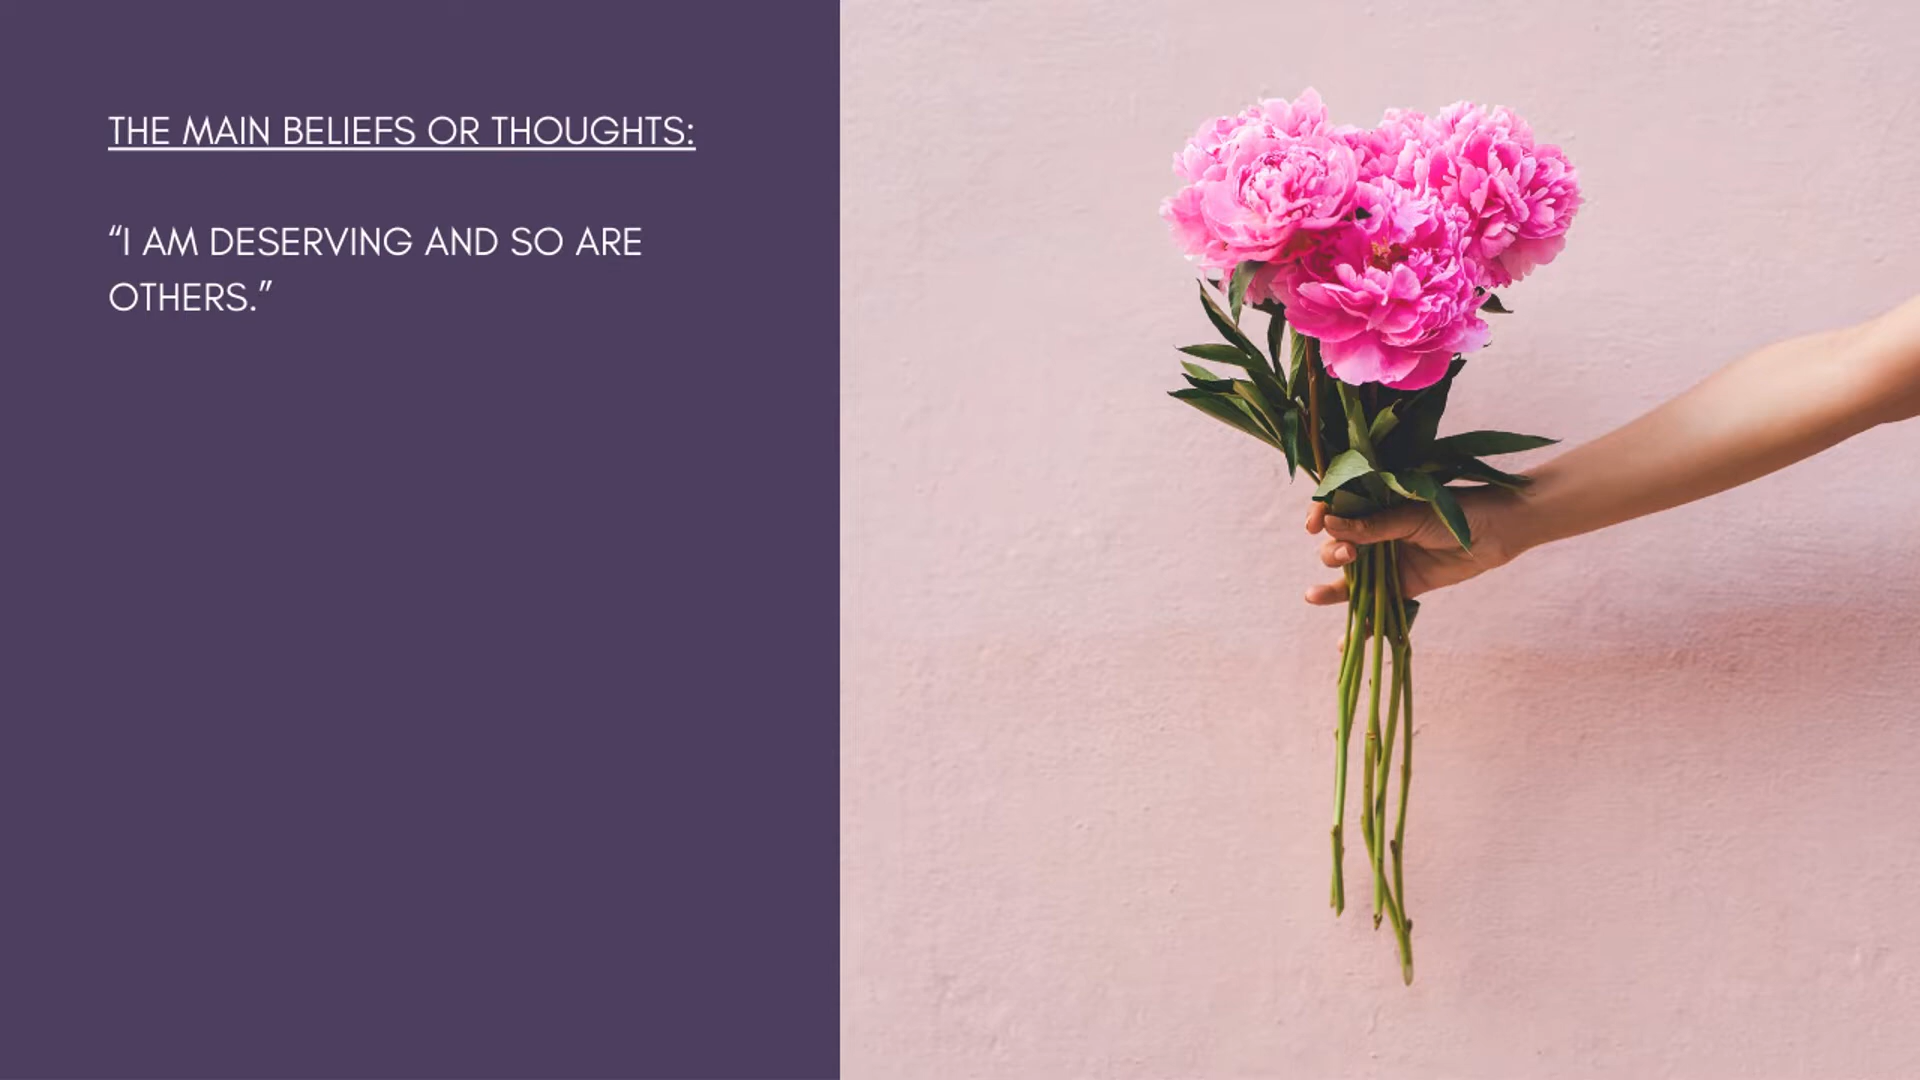 THE MAIN BELIEFS OR THOUGHTS:
“I AM DESERVING AND SO ARE
OTHERS.”